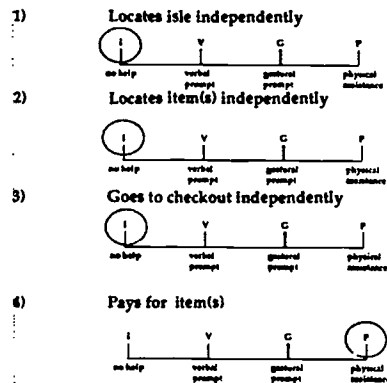 1) Locates isle independently
I V G P
no help verbal prompt gestural prompt physical assistance
2) Locates item(s) independently
I V G P
no help verbal prompt gestural prompt physical assistance
3) Goes to checkout independently
I V G P
no help verbal prompt gestural prompt physical assistance
4) Pays for item(s)
I V G P
no help verbal prompt gestural prompt physical assistance